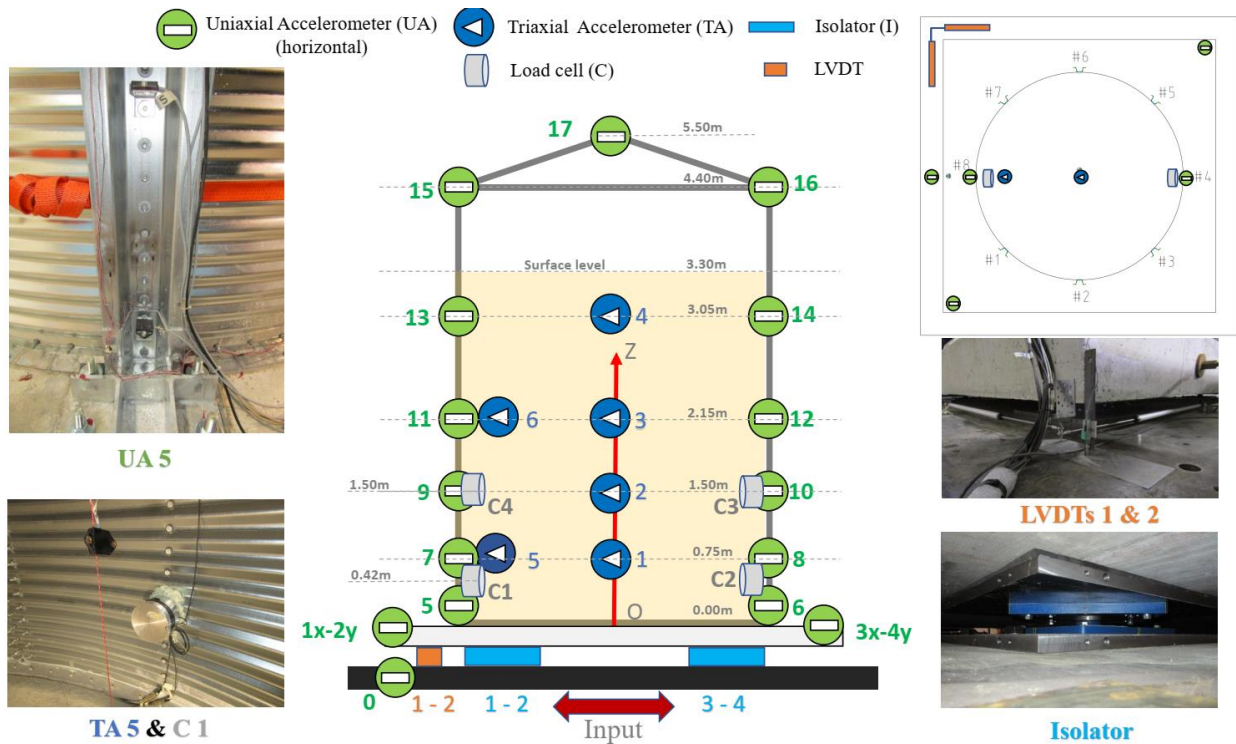 Uniaxial Accelerometer (UA)
(horizontal)
Triaxial Accelerometer (TA)
Isolator (I)
Load cell (C)
LVDT
UA 5
TA 5 & C 1
17
5.50m
15
4.40m
16
Surface level
3.30m
13
4
3.05m
14
Z
11
6
3
2.15m
12
1.50m
9
C4
2
C3
1.50m
10
7
5
1
0.75m
8
0.42m
C1
C2
5
O
0.00m
6
1x-2y
3x-4y
0
1 - 2
1 - 2
3 - 4
Input
#6
#7
#5
#8
#4
#1
#3
#2
LVDTs 1 & 2
Isolator